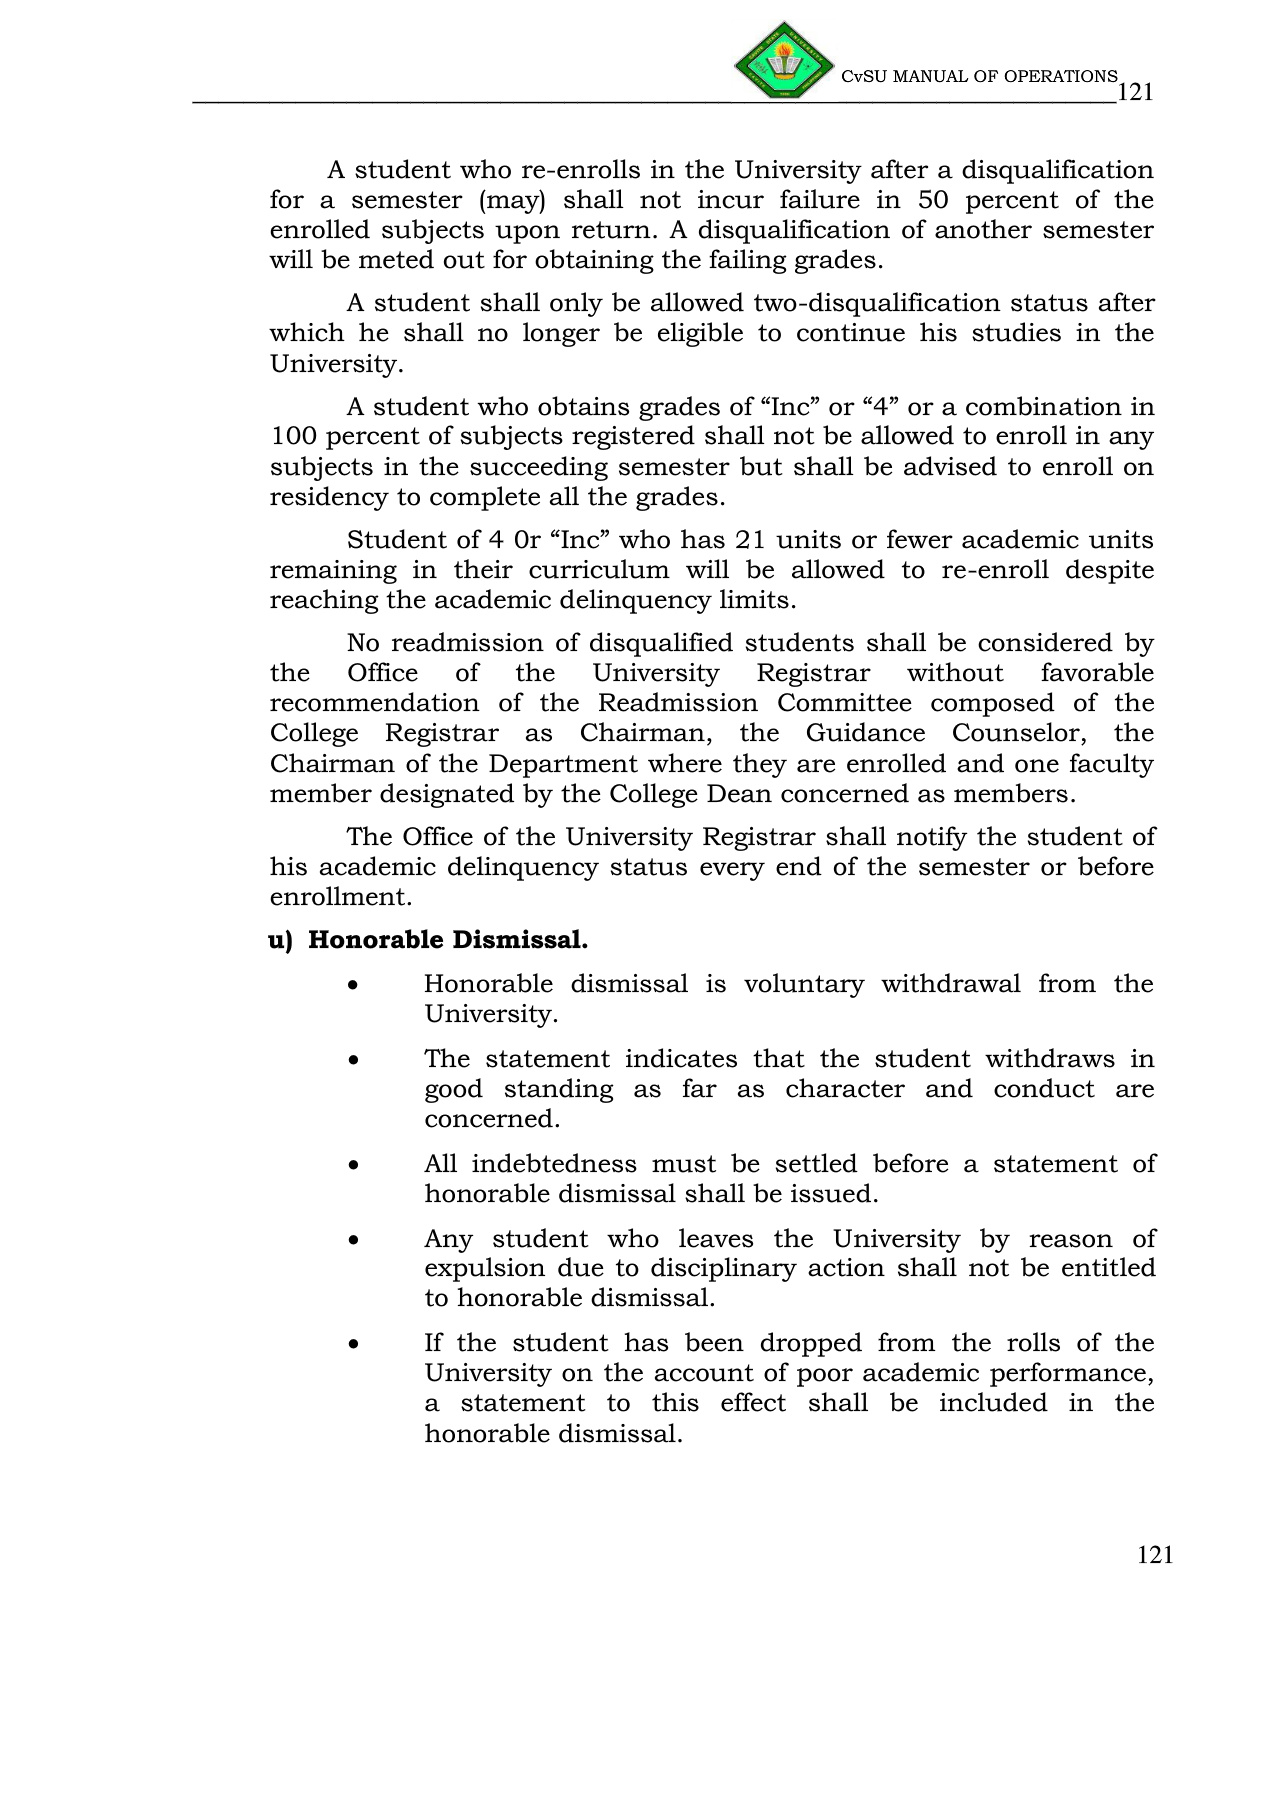 CvSU MANUAL OF OPERATIONS
121
A student who re-enrolls in the University after a disqualification
for a semester (may) shall not incur failure in 50 percent of the
enrolled subjects upon return. A disqualification of another semester
will be meted out for obtaining the failing grades.
A student shall only be allowed two-disqualification status after
which he shall no longer be eligible to continue his studies in the
University.
A student who obtains grades of “Inc” or “4” or a combination in
100 percent of subjects registered shall not be allowed to enroll in any
subjects in the succeeding semester but shall be advised to enroll on
residency to complete all the grades.
Student of 4 0r “Inc” who has 21 units or fewer academic units
remaining in their curriculum will be allowed to re-enroll despite
reaching the academic delinquency limits.
No readmission of disqualified students shall be considered by
the Office of the University Registrar without favorable
recommendation of the Readmission Committee composed of the
College Registrar as Chairman, the Guidance Counselor, the
Chairman of the Department where they are enrolled and one faculty
member designated by the College Dean concerned as members.
The Office of the University Registrar shall notify the student of
his academic delinquency status every end of the semester or before
enrollment.
u) Honorable Dismissal.
• Honorable dismissal is voluntary withdrawal from the
University.
• The statement indicates that the student withdraws in
good standing as far as character and conduct are
concerned.
• All indebtedness must be settled before a statement of
honorable dismissal shall be issued.
• Any student who leaves the University by reason of
expulsion due to disciplinary action shall not be entitled
to honorable dismissal.
• If the student has been dropped from the rolls of the
University on the account of poor academic performance,
a statement to this effect shall be included in the
honorable dismissal.
121